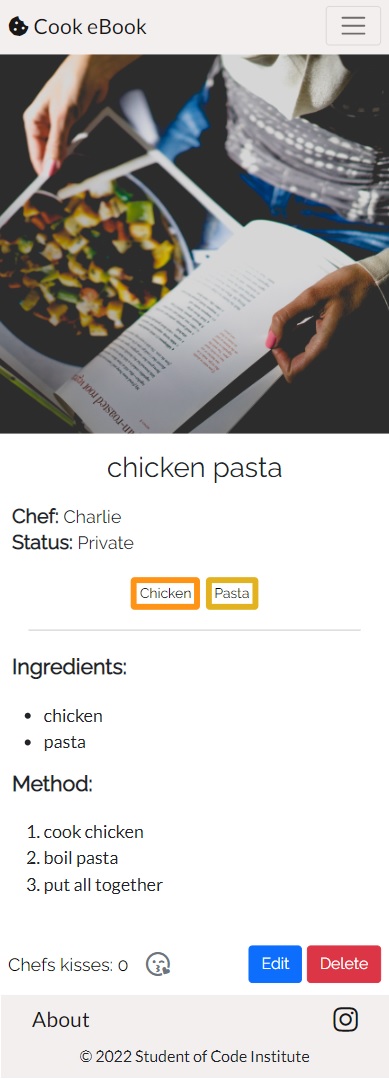 Cook eBook
chicken pasta
Chef: Charlie
Status: Private
Chicken Pasta
Ingredients:
chicken
pasta
Method:
1. cook chicken
2. boil pasta
3. put all together
Chefs kisses: 0 Edit Delete
About
© 2022 Student of Code Institute